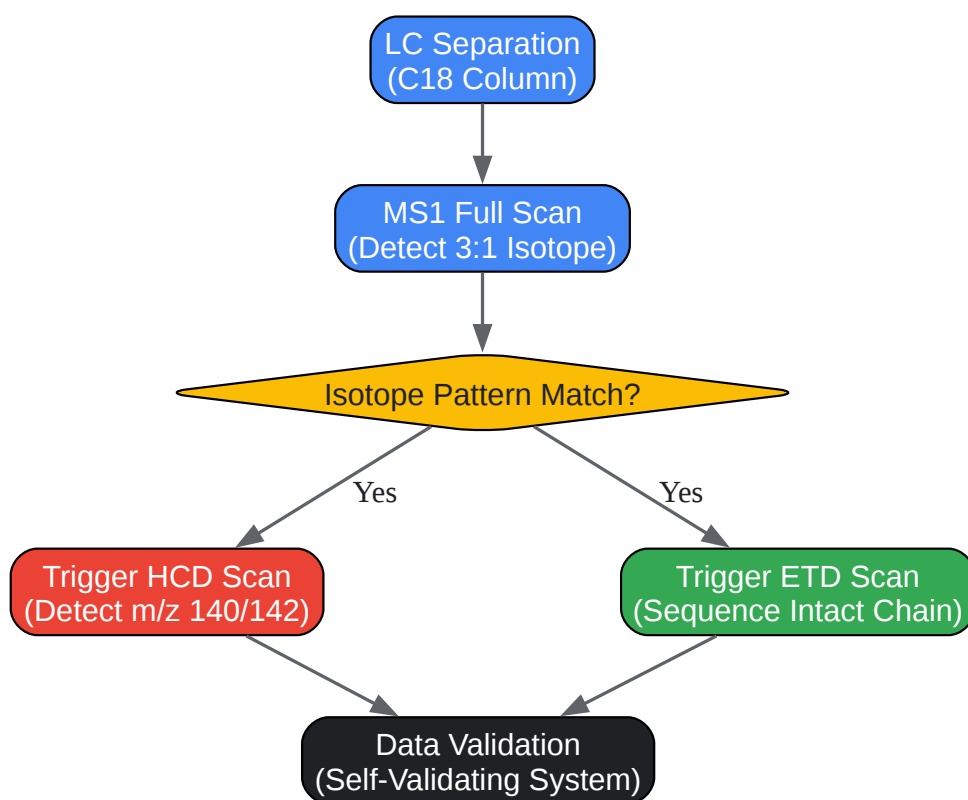 LC Separation
(C18 Column)
MS1 Full Scan
(Detect 3:1 Isotope)
Isotope Pattern Match?
Yes
Yes
Trigger HCD Scan
(Detect m/z 140/142)
Trigger ETD Scan
(Sequence Intact Chain)
Data Validation
(Self-Validating System)